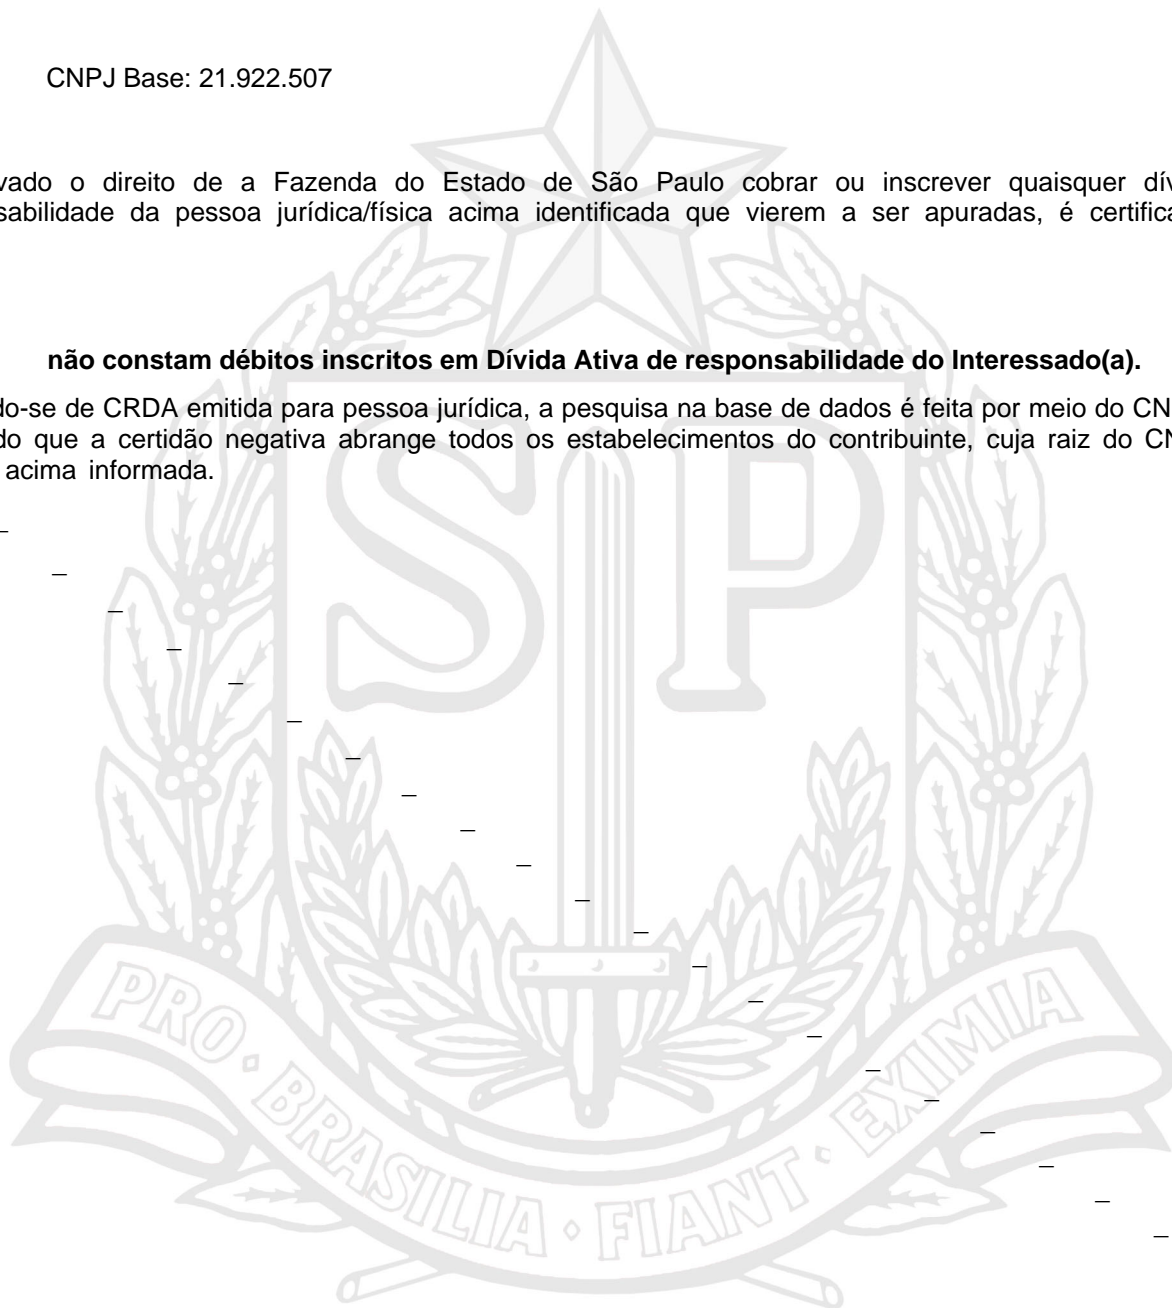 CNPJ Base: 21.922.507
vado o direito de a Fazenda do Estado de São Paulo cobrar ou inscrever quaisquer dív
sabilidade da pessoa jurídica/física acima identificada que vierem a ser apuradas, é certifica
não constam débitos inscritos em Dívida Ativa de responsabilidade do Interessado(a).
do-se de CRDA emitida para pessoa jurídica, a pesquisa na base de dados é feita por meio do CN
do que a certidão negativa abrange todos os estabelecimentos do contribuinte, cuja raiz do CN
acima informada.
SP
PRO • BRASILIA • FIANT • EXIMIA